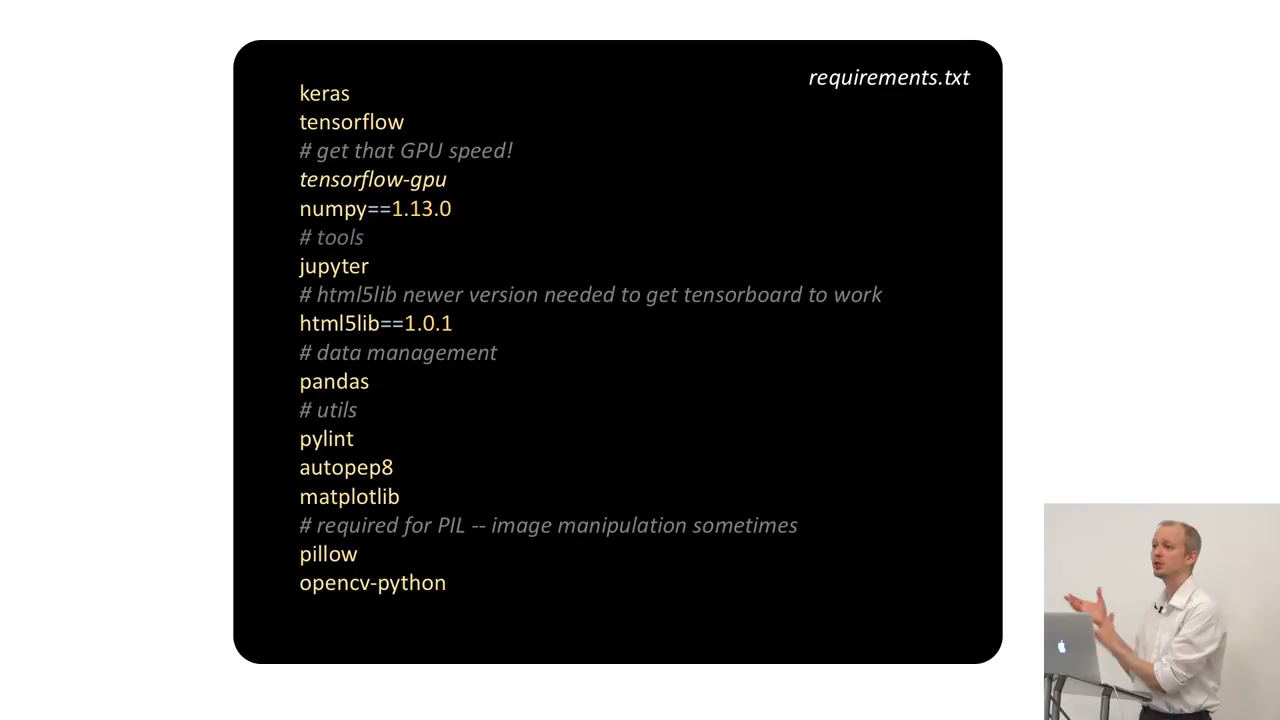 requirements.txt
keras
tensorflow
# get that GPU speed!
tensorflow-gpu
numpy==1.13.0
# tools
jupyter
# html5lib newer version needed to get tensorboard to work
html5lib==1.0.1
# data management
pandas
# utils
pylint
autopep8
matplotlib
# required for PIL -- image manipulation sometimes
pillow
opencv-python